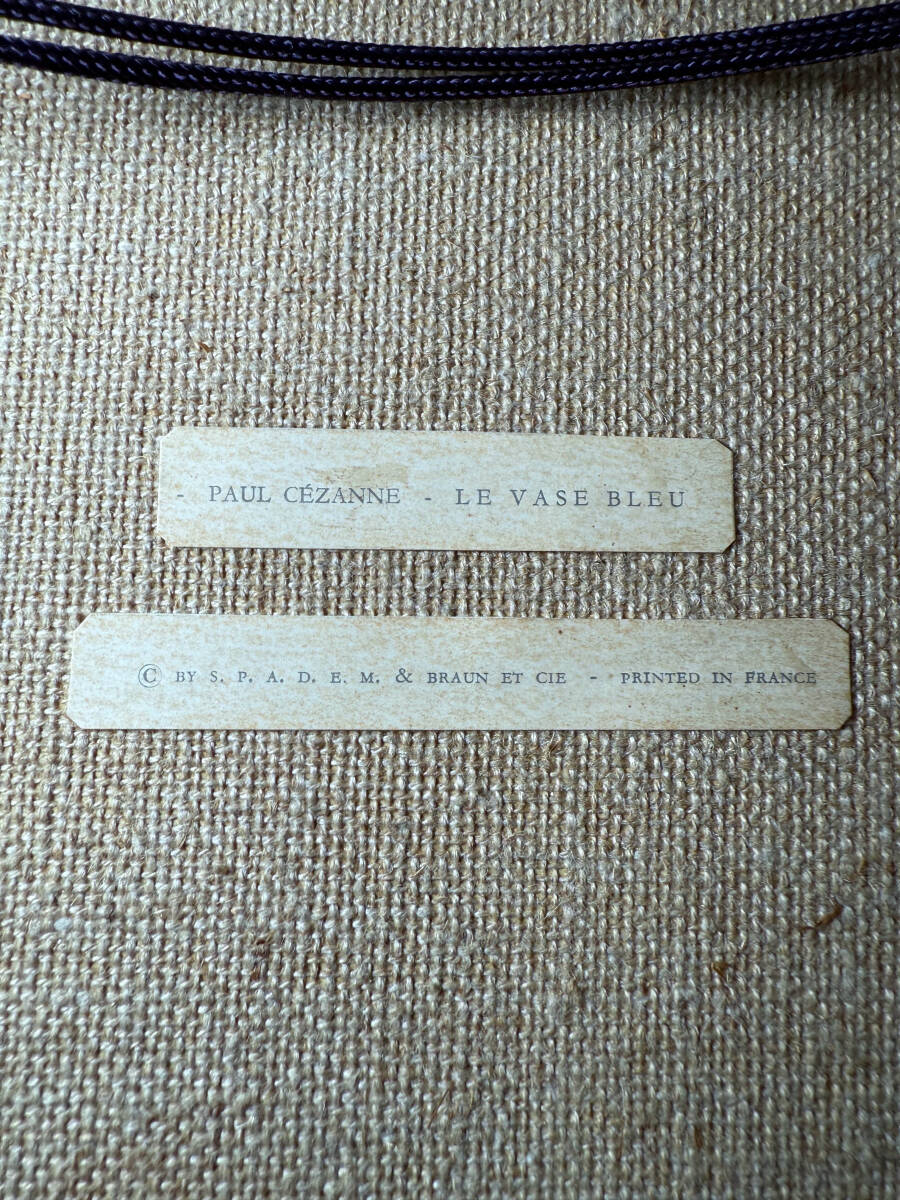 - PAUL CÉZANNE - LE VASE BLEU
© BY S. P. A. D. E. M. & BRAUN ET CIE - PRINTED IN FRANCE